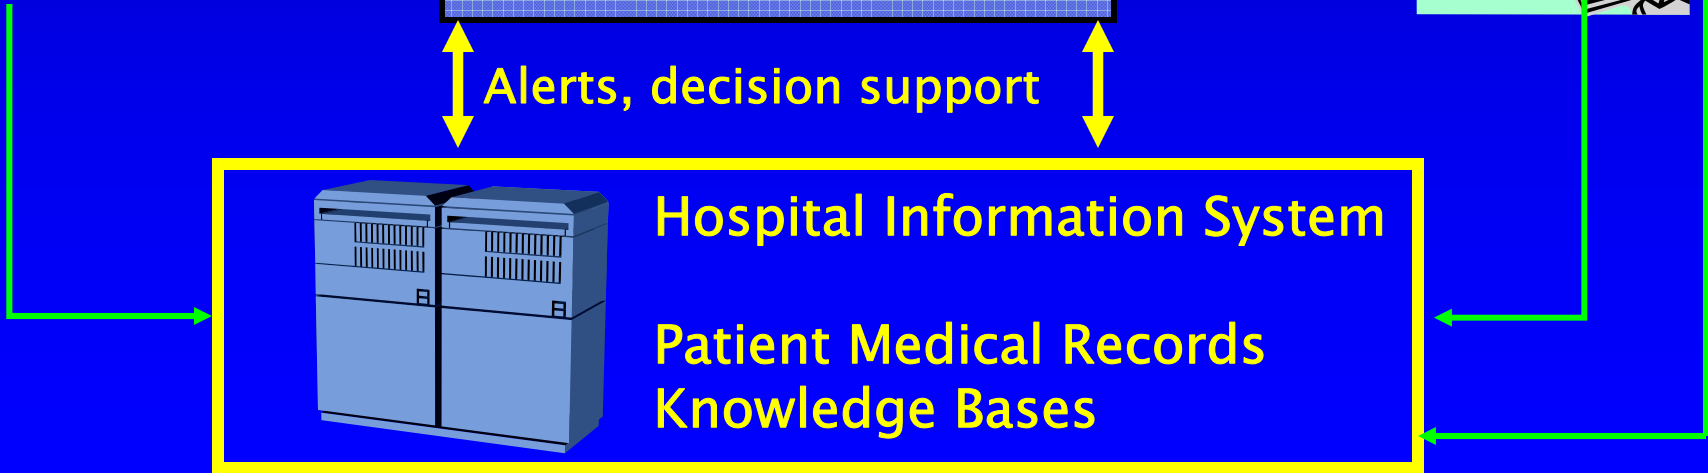 Alerts, decision support
Hospital Information System
Patient Medical Records
Knowledge Bases